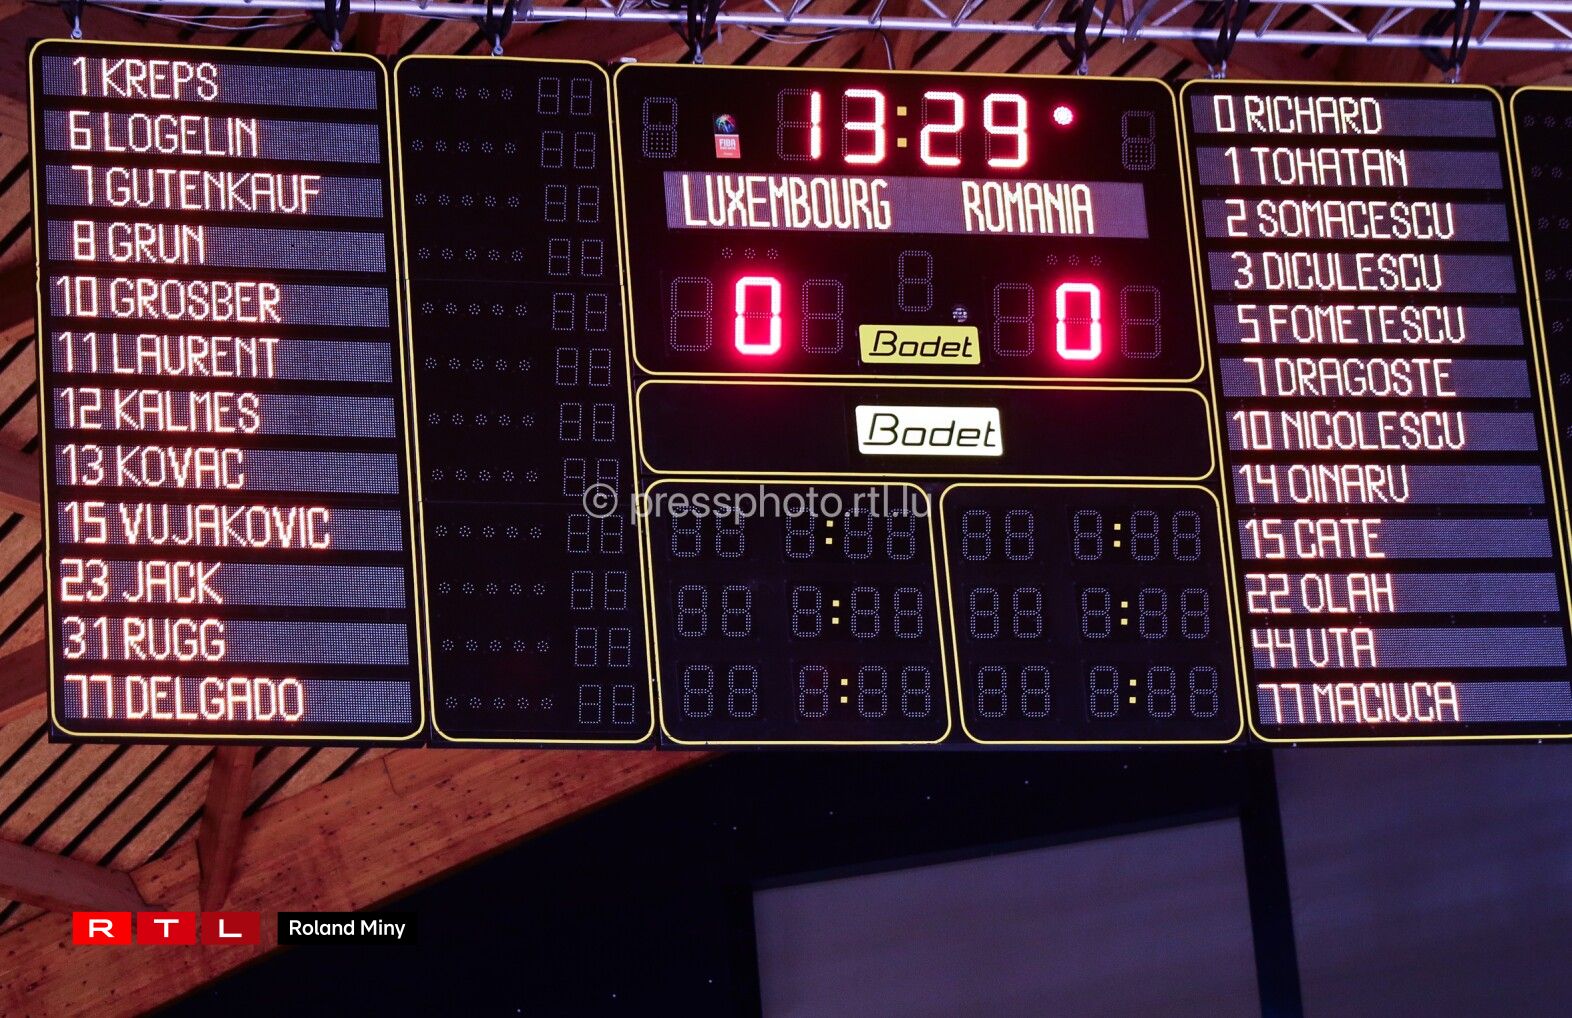 1 KREPS
6 LOGELIN
7 GUTENKAUF
8 GRUN
10 GROSBER
11 LAURENT
12 KALMES
13 KOVAC
15 VUJAKOVIC
23 JACK
31 RUGG
77 DELGADO
13:29
FIBA
LUXEMBOURG ROMANIA
0 0
Bodet
Bodet
© pressphoto.rtl.lu
0 RICHARD
1 TOHATAN
2 SOMACESCU
3 DICULESCU
5 FOMETESCU
7 DRAGOSTE
10 NICOLESCU
14 OINARU
15 CATE
22 OLAH
44 UTA
77 MACIUCA
RTL Roland Miny